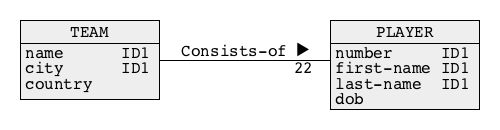 TEAM
name ID1
city ID1
country
Consists-of ▶
22
PLAYER
number ID1
first-name ID1
last-name ID1
dob